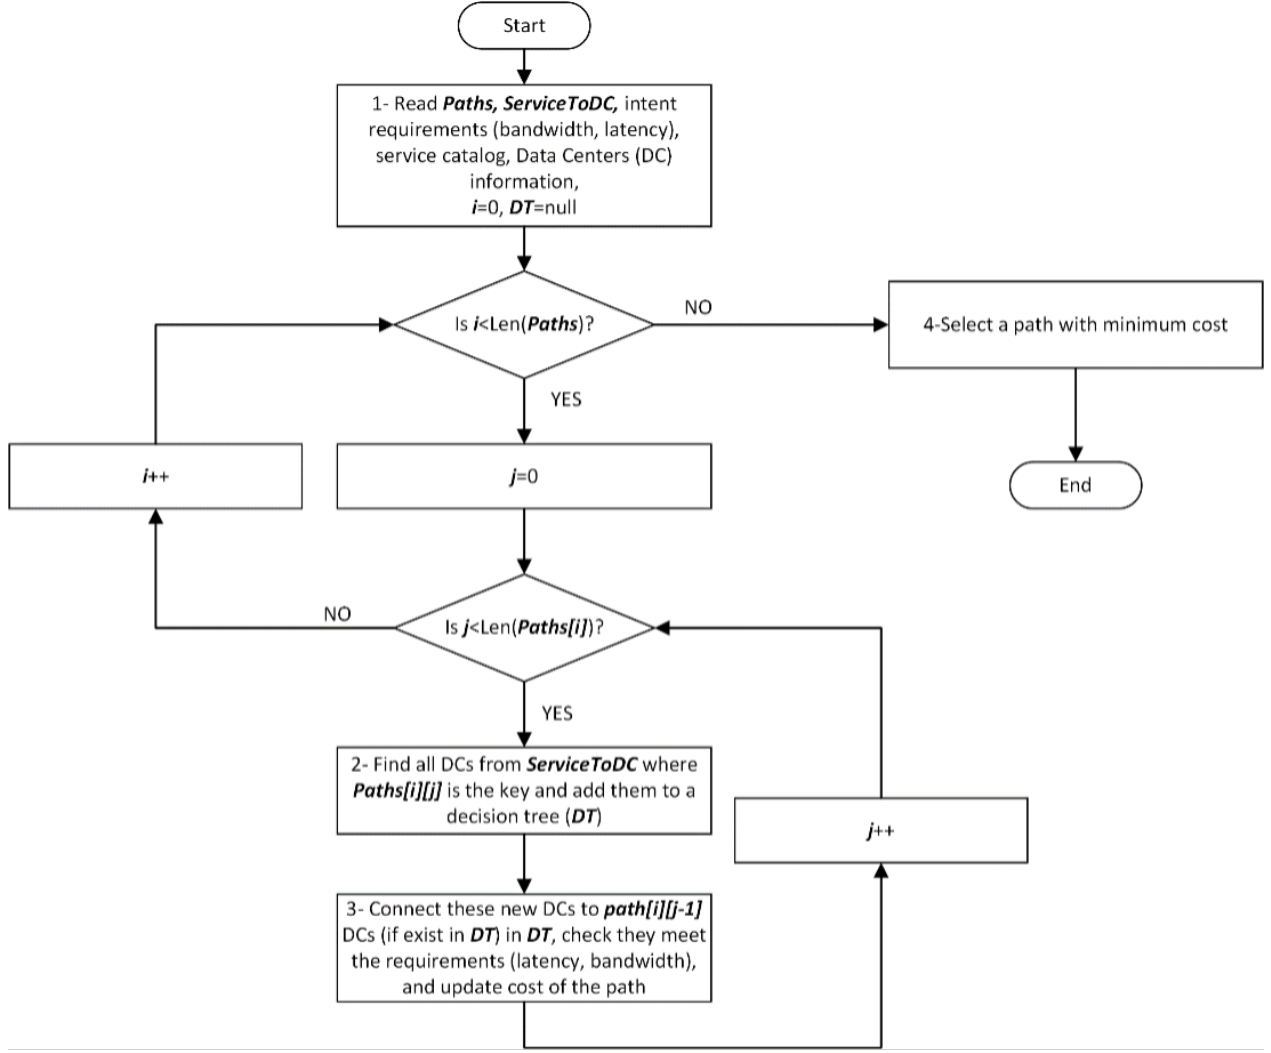 Start
1- Read Paths, ServiceToDC, intent
requirements (bandwidth, latency),
service catalog, Data Centers (DC)
information,
i=0, DT=null
Is i<Len(Paths)?
NO
4-Select a path with minimum cost
YES
i++
j=0
End
NO
Is j<Len(Paths[i])?
YES
2- Find all DCs from ServiceToDC where
Paths[i][j] is the key and add them to a
decision tree (DT)
j++
3- Connect these new DCs to path[i][j-1]
DCs (if exist in DT) in DT, check they meet
the requirements (latency, bandwidth),
and update cost of the path